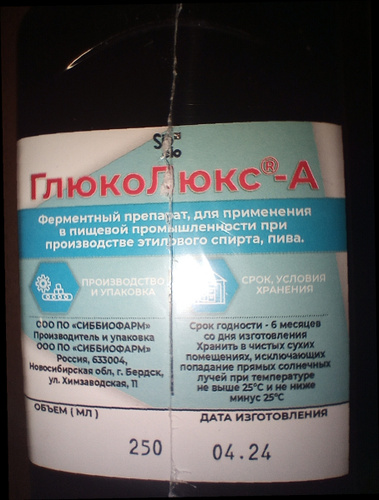 ГлюкоЛюкс®-А
Ферментный препарат, для применения
в пищевой промышленности при
производстве этилового спирта, пива.
ПРОИЗВОДСТВО
И УПАКОВКА
СОО ПО «СИББИОФАРМ»
Производитель и упаковка
ООО ПО «СИББИОФАРМ»
Россия, 633004,
Новосибирская обл, г. Бердск,
ул. Химзаводская, 11
СРОК, УСЛОВИЯ
ХРАНЕНИЯ
Срок годности - 6 месяцев
со дня изготовления
Хранить в чистых сухих
помещениях, исключающих
попадание прямых солнечных
лучей при температуре
не выше 25°С и не ниже
минус 25°С
ОБЪЕМ ( МЛ )
250
ДАТА ИЗГОТОВЛЕНИЯ
04.24